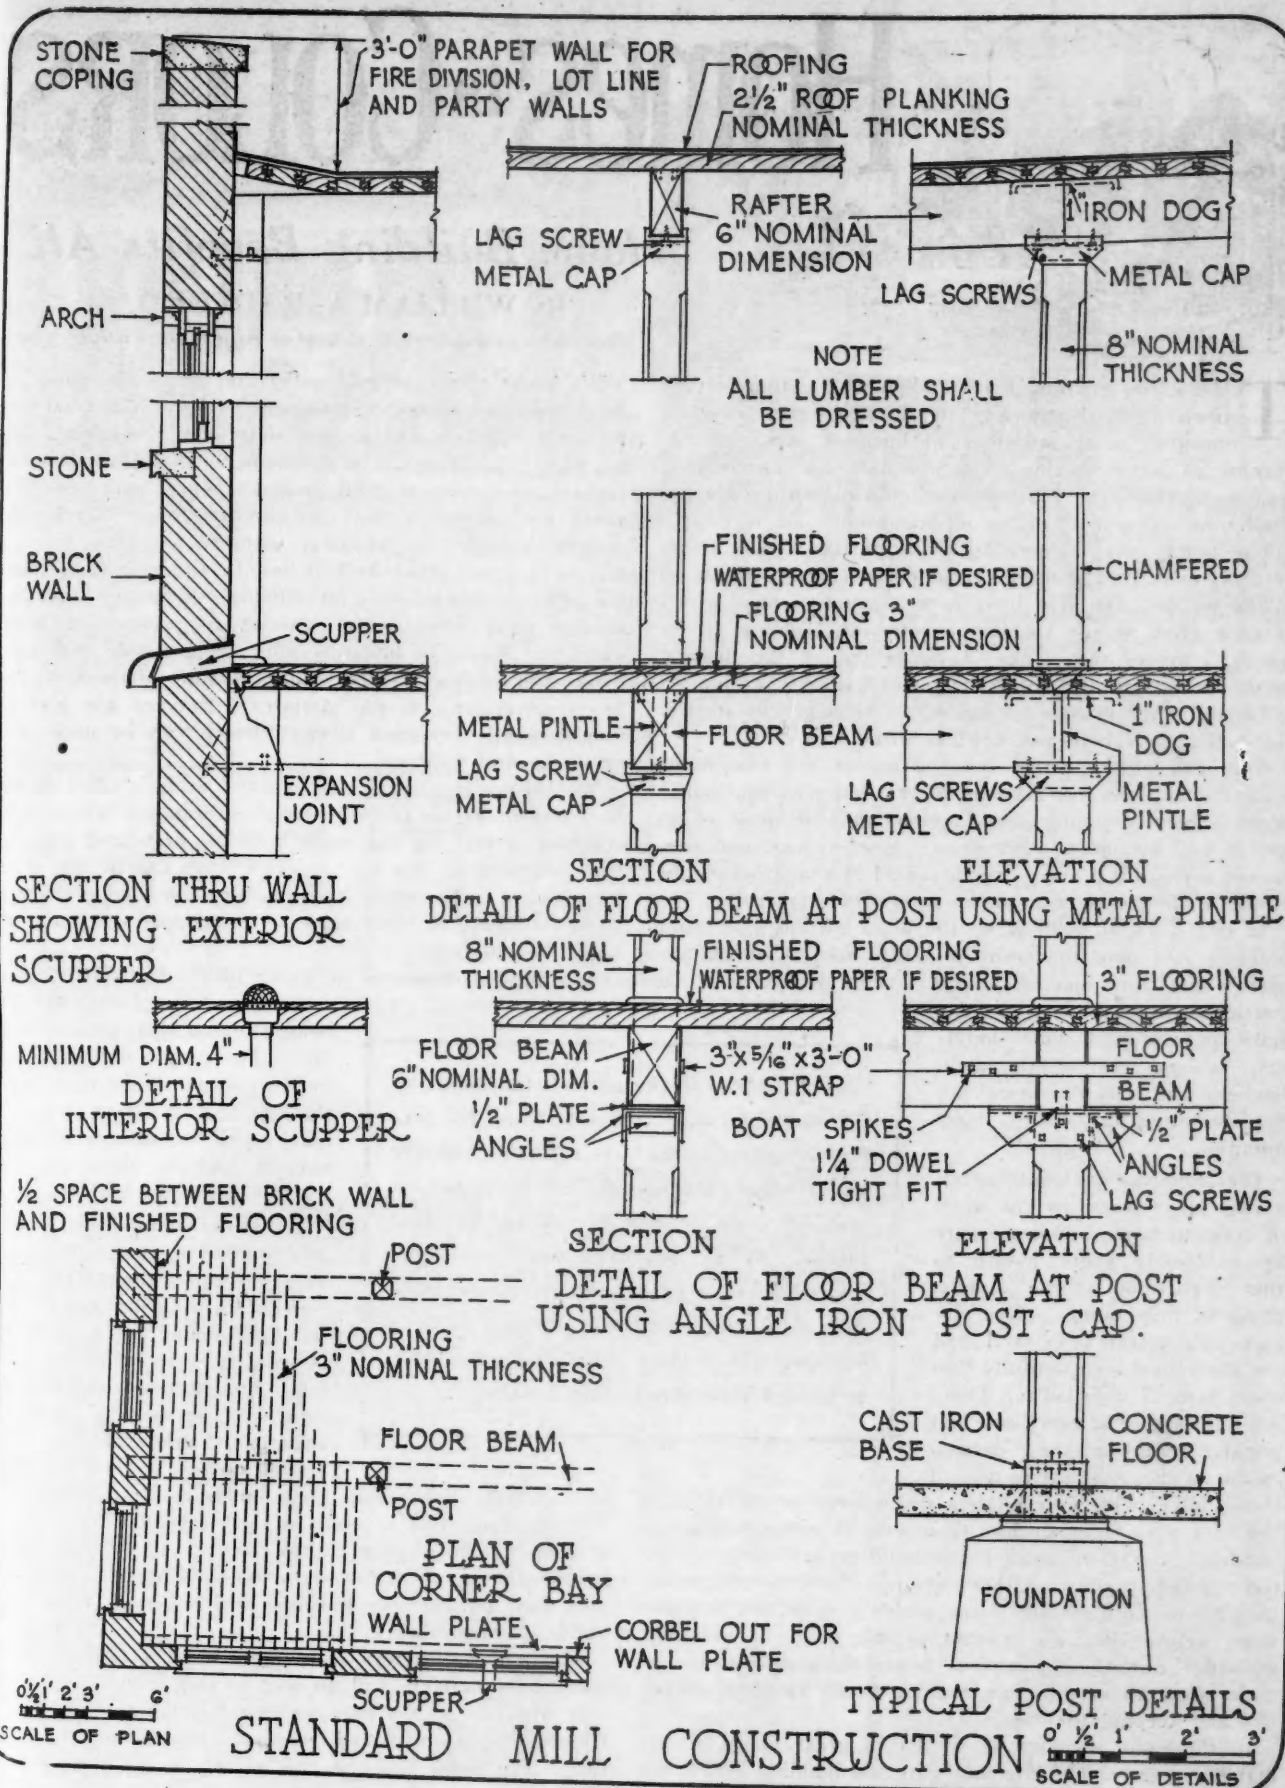 STONE
COPING
3'-0" PARAPET WALL FOR
FIRE DIVISION, LOT LINE
AND PARTY WALLS
ROOFING
2½" ROOF PLANKING
NOMINAL THICKNESS
RAFTER
6" NOMINAL
DIMENSION
LAG SCREW
METAL CAP
1" IRON DOG
LAG SCREWS
METAL CAP
ARCH
NOTE
ALL LUMBER SHALL
BE DRESSED
8" NOMINAL
THICKNESS
STONE
BRICK
WALL
SCUPPER
EXPANSION
JOINT
FINISHED FLOORING
WATERPROOF PAPER IF DESIRED
FLOORING 3"
NOMINAL DIMENSION
CHAMFERED
METAL PINTLE
FLOOR BEAM
LAG SCREW
METAL CAP
1" IRON
DOG
LAG SCREWS
METAL CAP
METAL
PINTLE
SECTION THRU WALL
SHOWING EXTERIOR
SCUPPER
SECTION
ELEVATION
DETAIL OF FLOOR BEAM AT POST USING METAL PINTLE
8" NOMINAL
THICKNESS
FINISHED FLOORING
WATERPROOF PAPER IF DESIRED
3" FLOORING
MINIMUM DIAM. 4"
DETAIL OF
INTERIOR SCUPPER
FLOOR BEAM
6" NOMINAL DIM.
½" PLATE
ANGLES
3"x5/16"x3'-0"
W.I STRAP
BOAT SPIKES
1¼" DOWEL
TIGHT FIT
FLOOR
BEAM
½" PLATE
ANGLES
LAG SCREWS
½ SPACE BETWEEN BRICK WALL
AND FINISHED FLOORING
SECTION
ELEVATION
DETAIL OF FLOOR BEAM AT POST
USING ANGLE IRON POST CAP.
POST
FLOORING
3" NOMINAL THICKNESS
FLOOR BEAM
POST
PLAN OF
CORNER BAY
WALL PLATE
CORBEL OUT FOR
WALL PLATE
SCUPPER
CAST IRON
BASE
CONCRETE
FLOOR
FOUNDATION
TYPICAL POST DETAILS
0' ½' 1' 2' 3' 6'
SCALE OF PLAN
STANDARD MILL CONSTRUCTION
0' ½' 1' 2' 3'
SCALE OF DETAILS